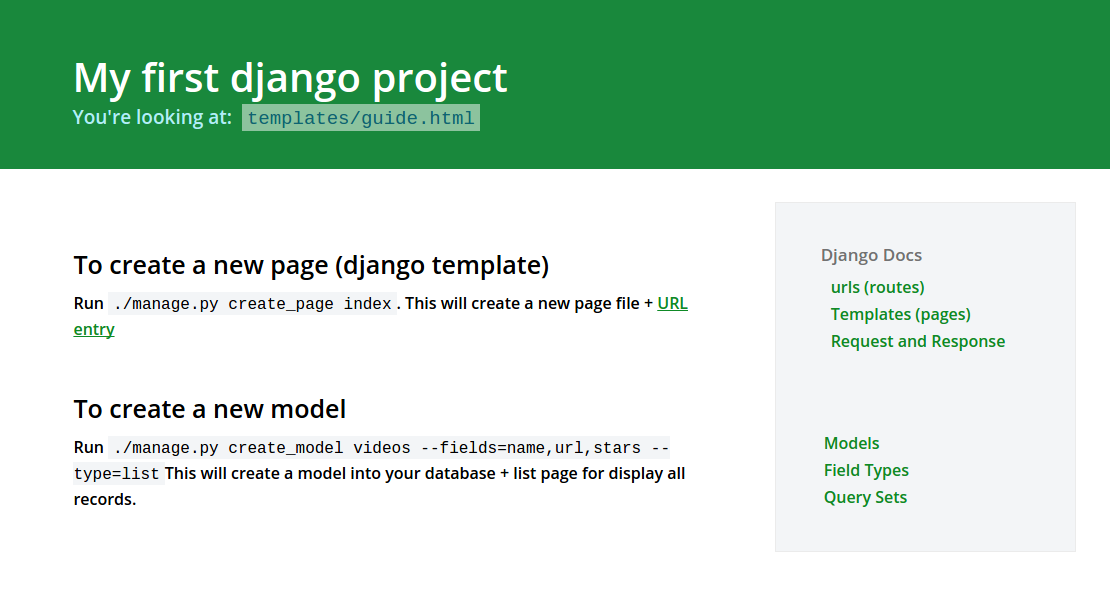 My first django project
You're looking at: templates/guide.html
To create a new page (django template)
Run ./manage.py create_page index. This will create a new page file + URL
entry
To create a new model
Run ./manage.py create_model videos --fields=name,url,stars --
type=list This will create a model into your database + list page for display all
records.
Django Docs
urls (routes)
Templates (pages)
Request and Response
Models
Field Types
Query Sets